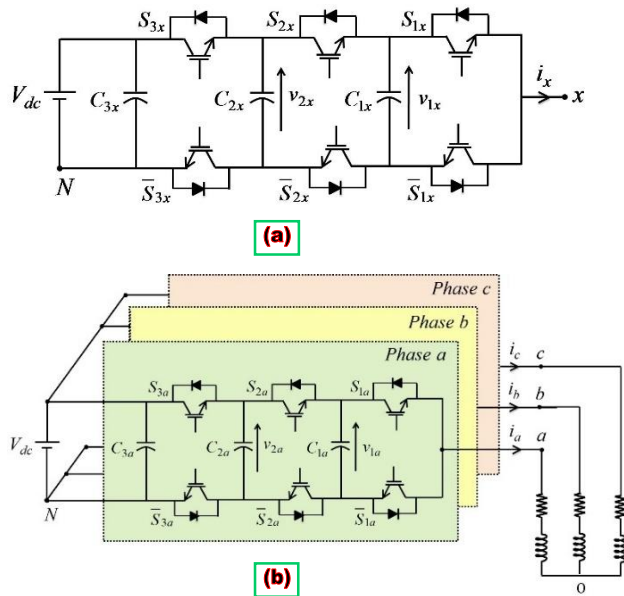 S3x S2x S1x
Vdc C3x C2x v2x C1x v1x ix x
N
S̅3x S̅2x S̅1x
(a)
Phase c
Phase b
Phase a
ic c
ib b
ia a
S3a S2a S1a
Vdc C3a C2a v2a C1a v1a
N
S̅3a S̅2a S̅1a
o
(b)